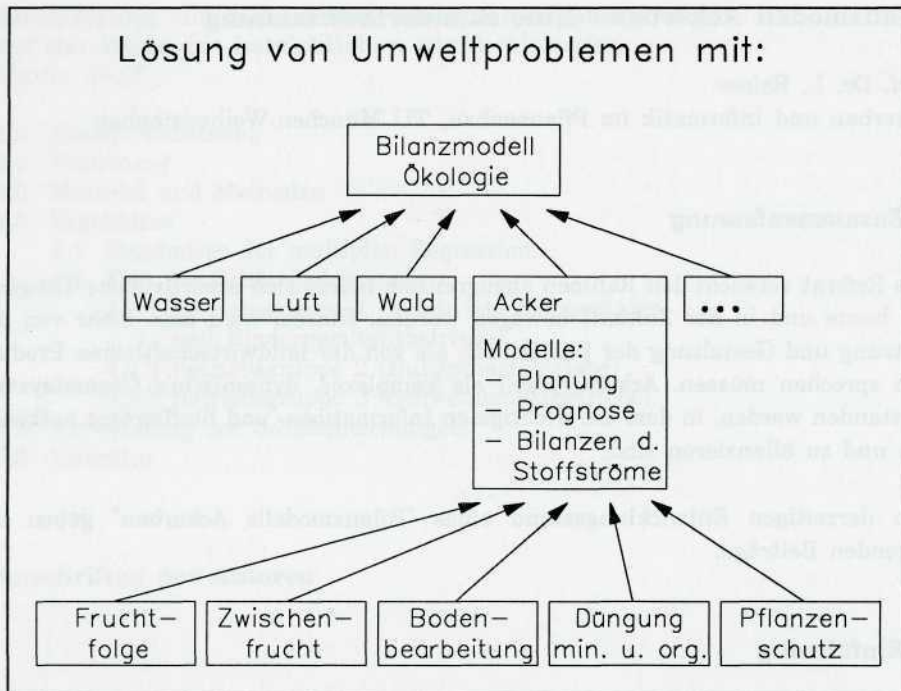 Lösung von Umweltproblemen mit:
Bilanzmodell
Ökologie
Wasser
Luft
Wald
Acker
Modelle:
– Planung
– Prognose
– Bilanzen d.
Stoffströme
...
Frucht–
folge
Zwischen–
frucht
Boden–
bearbeitung
Düngung
min. u. org.
Pflanzen–
schutz